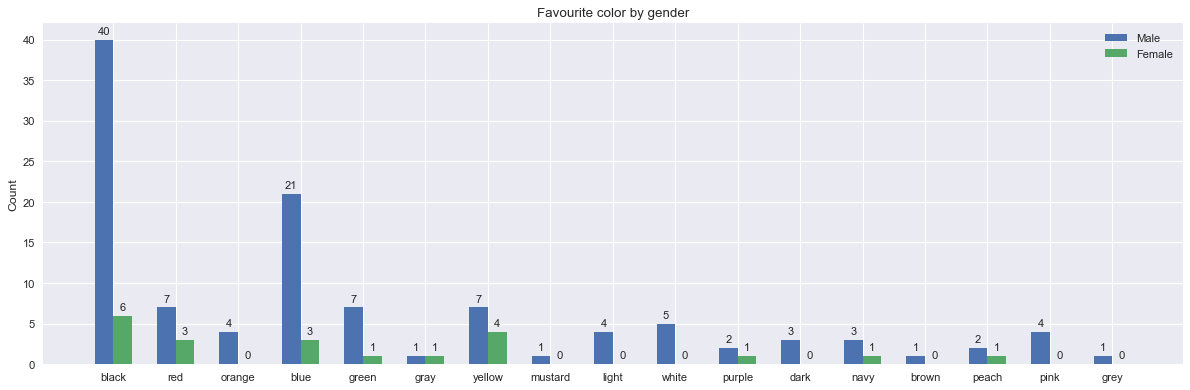 Favourite color by gender
Male
Female
Count
40
35
30
25
20
15
10
5
0
40 6 7 3 4 0 21 3 7 1 1 1 7 4 1 0 4 0 5 0 2 1 3 0 3 1 1 0 2 1 4 0 1 0
black red orange blue green gray yellow mustard light white purple dark navy brown peach pink grey